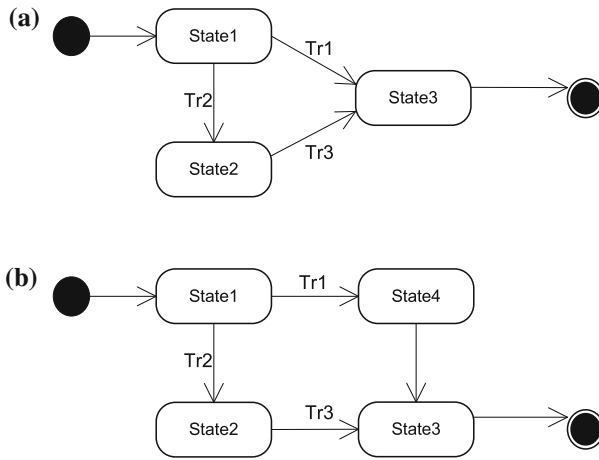 (a)
State1
Tr1
State3
Tr2
Tr3
State2
(b)
State1
Tr1
State4
Tr2
State2
Tr3
State3